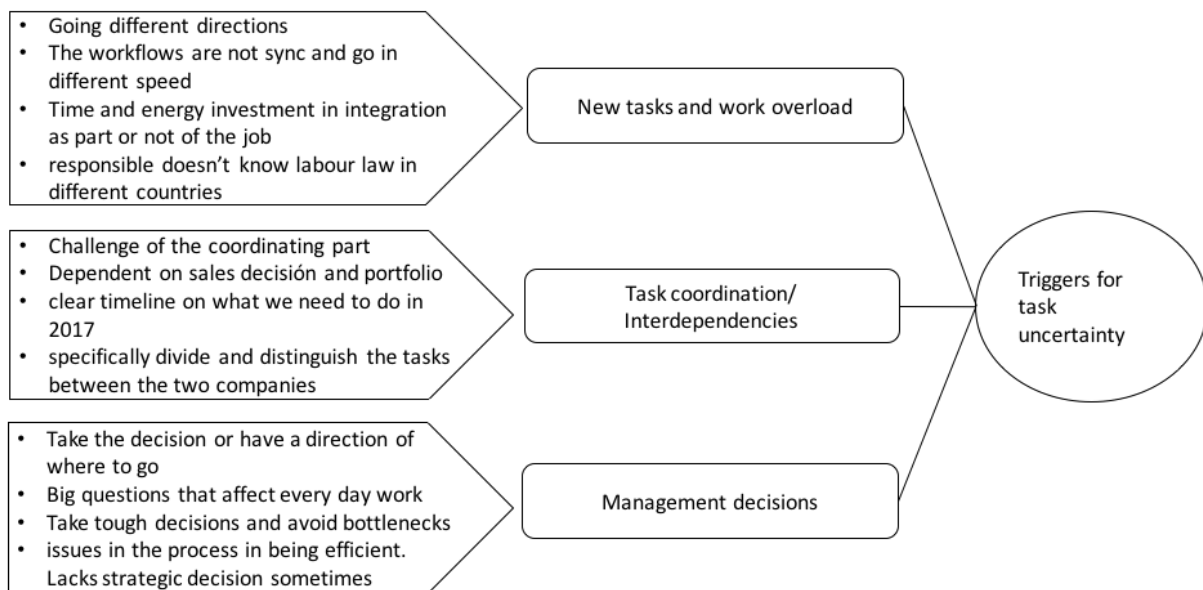 • Going different directions
• The workflows are not sync and go in
different speed
• Time and energy investment in integration
as part or not of the job
• responsible doesn't know labour law in
different countries
New tasks and work overload
• Challenge of the coordinating part
• Dependent on sales decisión and portfolio
• clear timeline on what we need to do in
2017
• specifically divide and distinguish the tasks
between the two companies
Task coordination/
Interdependencies
• Take the decision or have a direction of
where to go
• Big questions that affect every day work
• Take tough decisions and avoid bottlenecks
• issues in the process in being efficient.
Lacks strategic decision sometimes
Management decisions
Triggers for
task
uncertainty